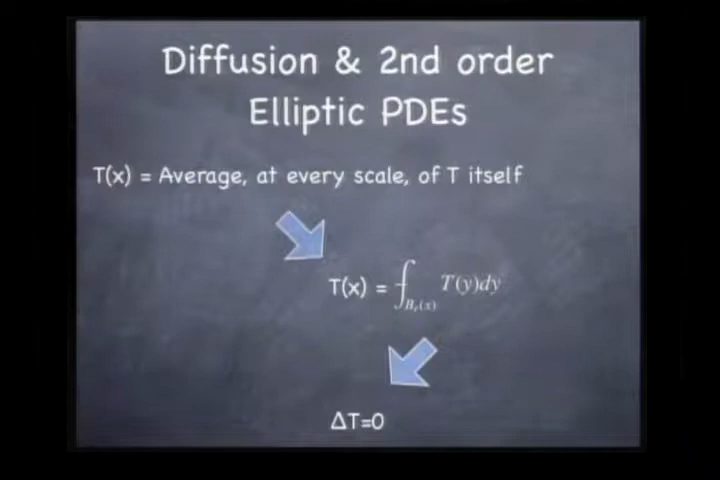 Diffusion & 2nd order
Elliptic PDEs
T(x) = Average, at every scale, of T itself
T(x) = ⨍_{B_r(x)} T(y)dy
ΔT=0